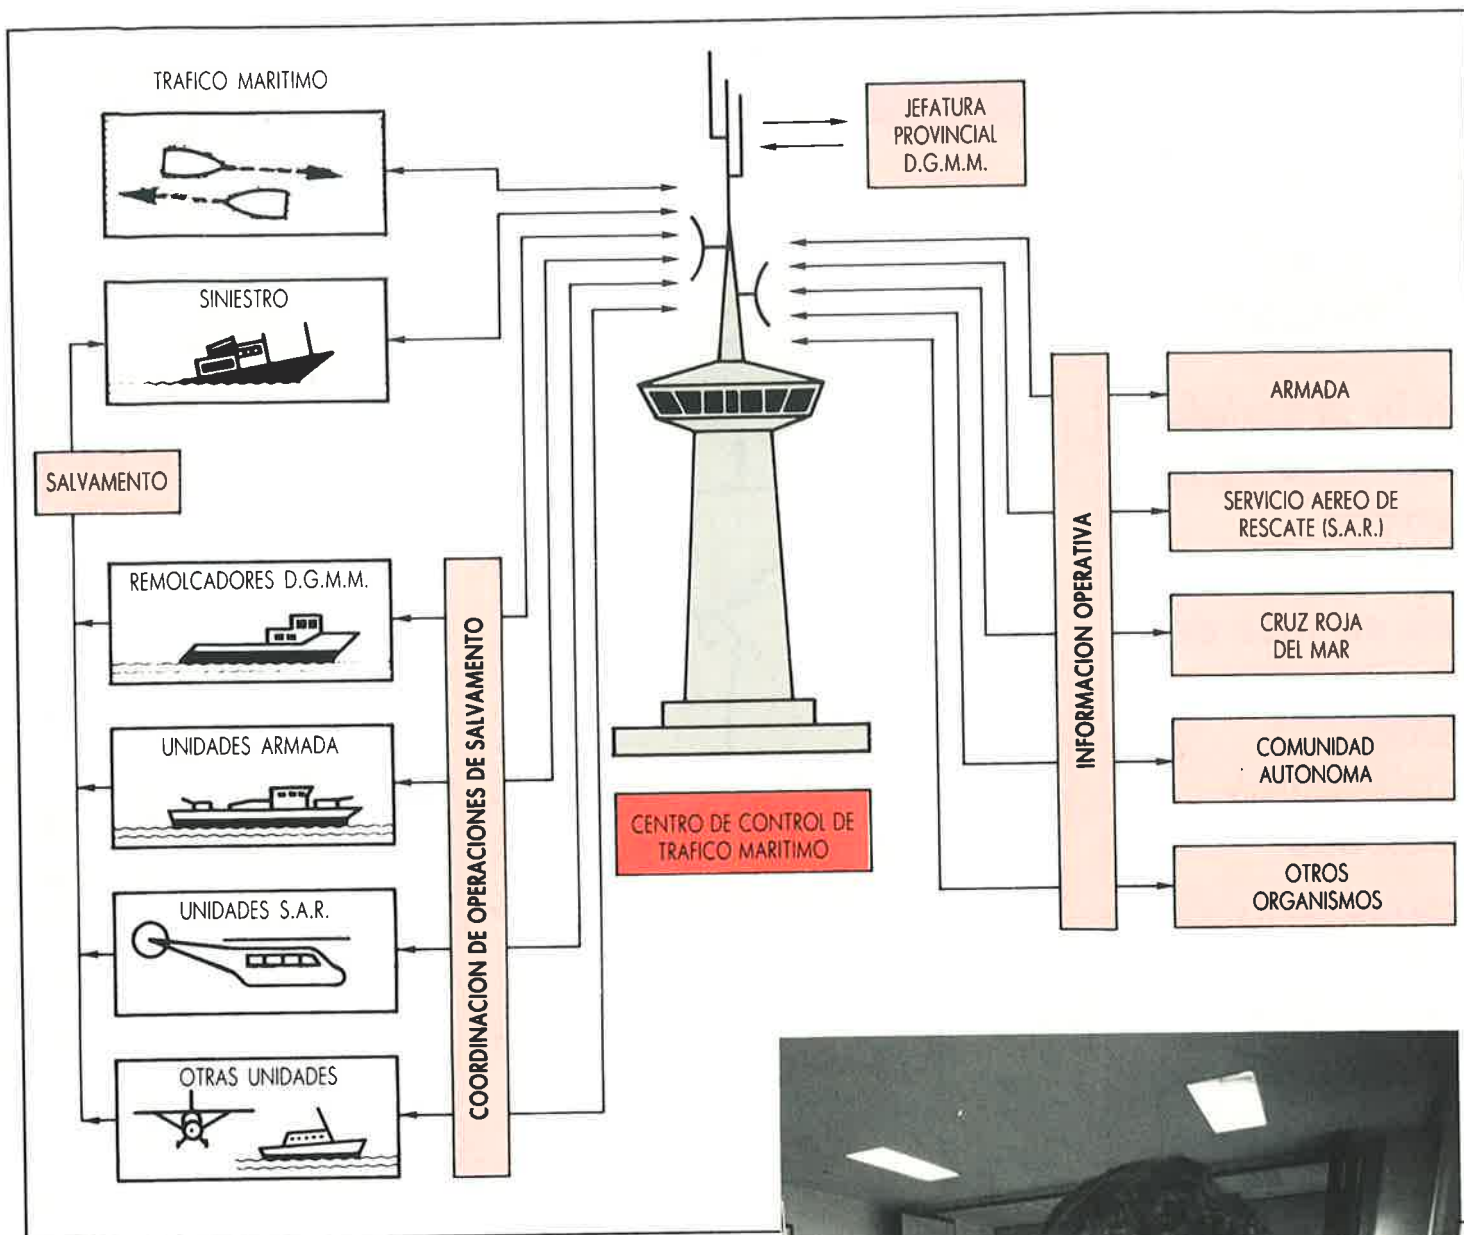 TRAFICO MARITIMO
SINIESTRO
SALVAMENTO
REMOLCADORES D.G.M.M.
UNIDADES ARMADA
UNIDADES S.A.R.
OTRAS UNIDADES
COORDINACION DE OPERACIONES DE SALVAMENTO
CENTRO DE CONTROL DE
TRAFICO MARITIMO
JEFATURA
PROVINCIAL
D.G.M.M.
INFORMACION OPERATIVA
ARMADA
SERVICIO AEREO DE
RESCATE (S.A.R.)
CRUZ ROJA
DEL MAR
COMUNIDAD
AUTONOMA
OTROS
ORGANISMOS